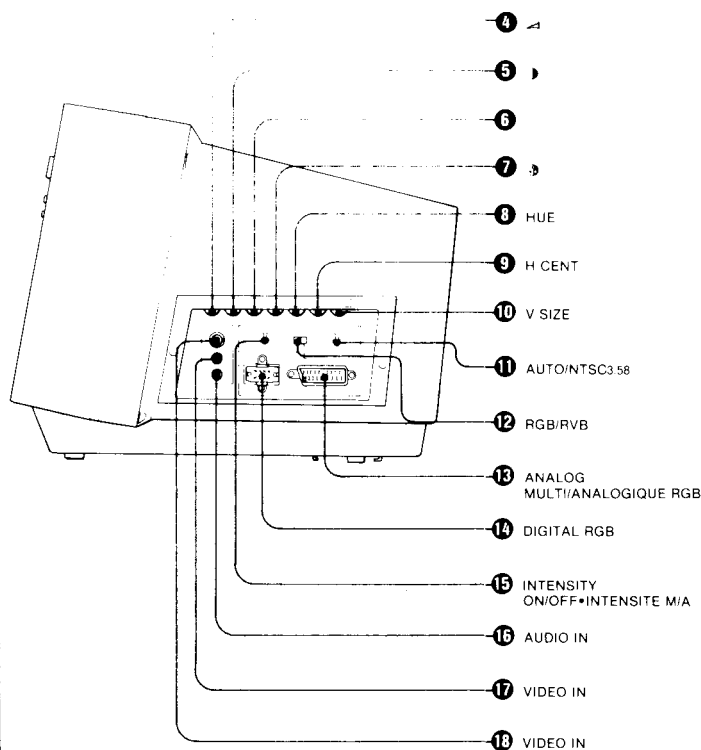 4
5
6
7
8 HUE
9 H CENT
10 V SIZE
11 AUTO/NTSC3.58
12 RGB/RVB
13 ANALOG
MULTI/ANALOGIQUE RGB
14 DIGITAL RGB
15 INTENSITY
ON/OFF•INTENSITE M/A
16 AUDIO IN
17 VIDEO IN
18 VIDEO IN